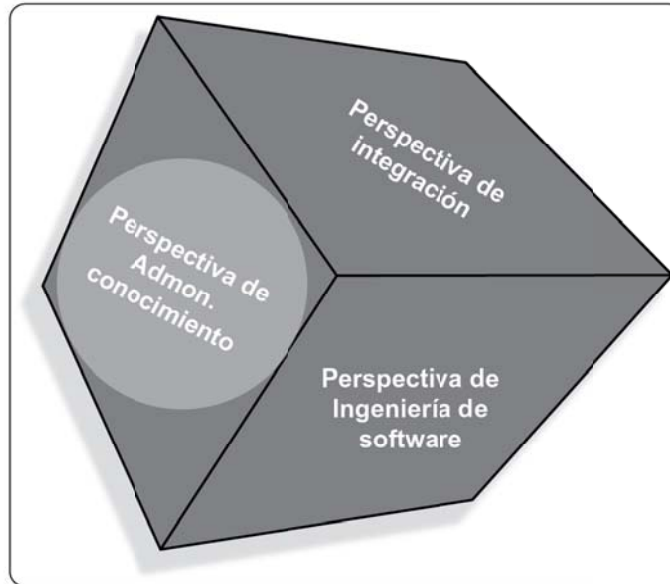 Perspectiva de
integración
Perspectiva de
Admon.
conocimiento
Perspectiva de
Ingeniería de
software